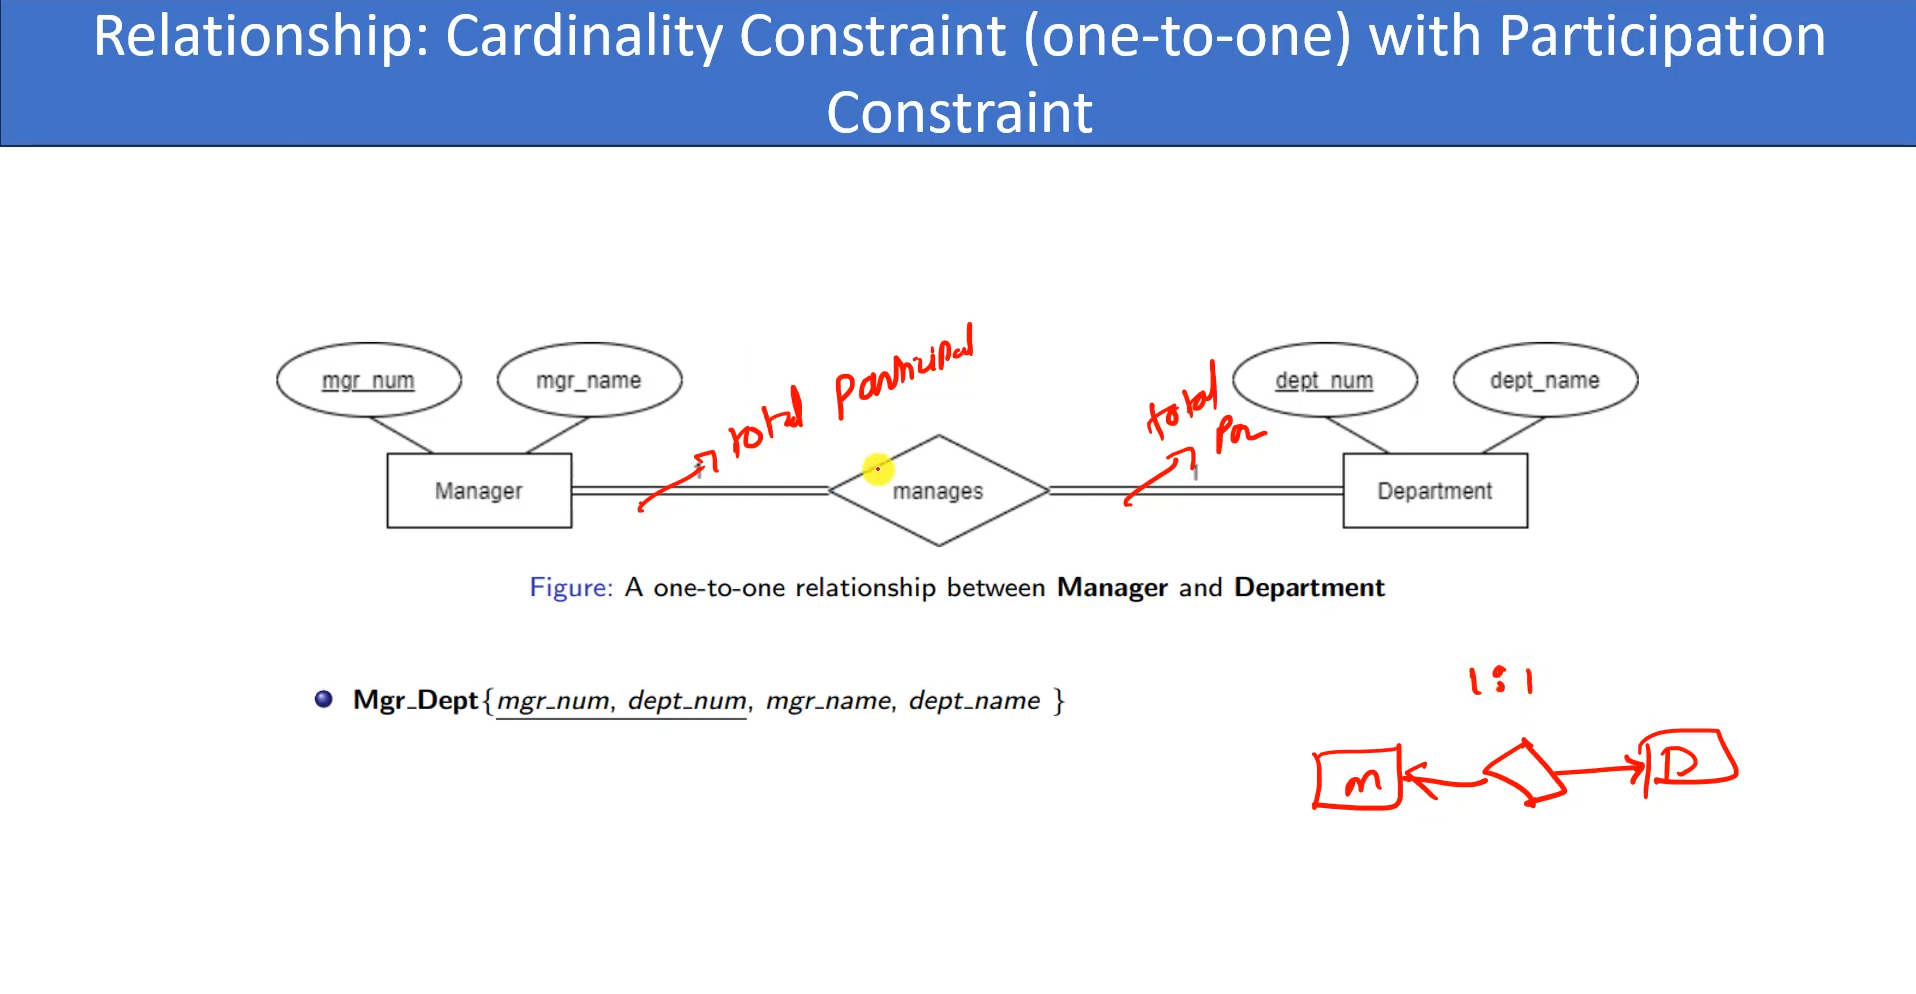 Relationship: Cardinality Constraint (one-to-one) with Participation
Constraint
mgr_num
mgr_name
total Participal
total
Par
dept_num
dept_name
Manager
1
manages
1
Department
Figure: A one-to-one relationship between Manager and Department
Mgr_Dept{mgr_num, dept_num, mgr_name, dept_name }
1:1
m
D